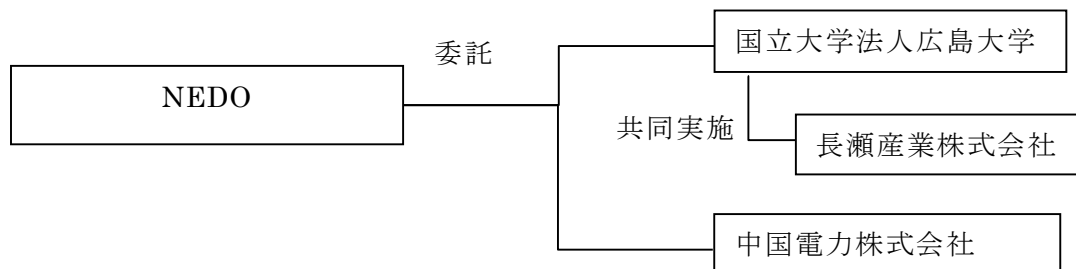 国立大学法人広島大学
委託
NEDO
共同実施
長瀬産業株式会社
中国電力株式会社